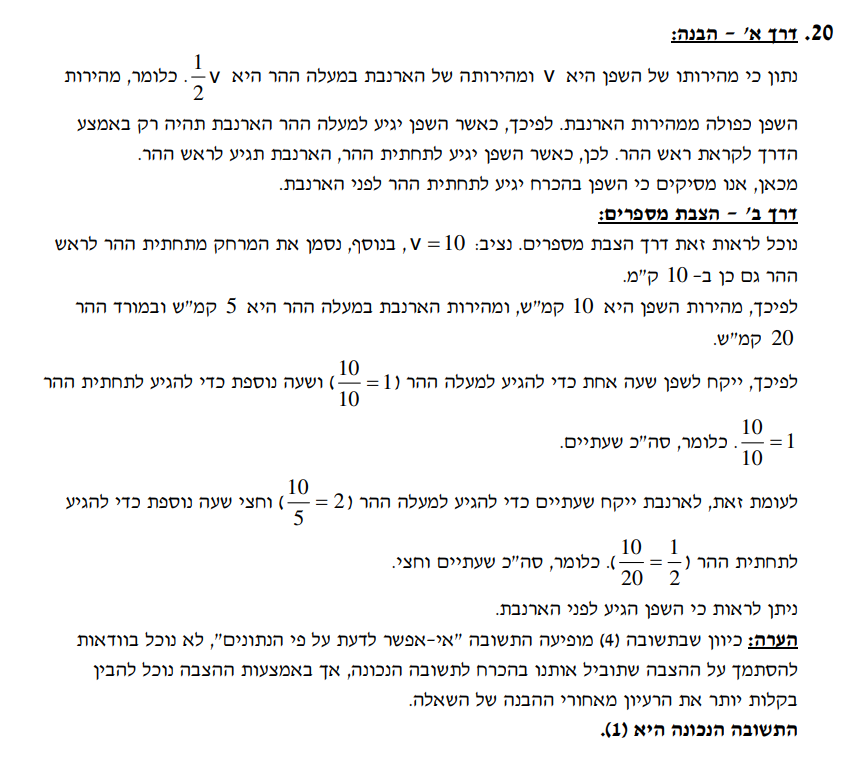 20. דרך א' – הבנה:
נתון כי מהירותו של השפן היא v ומהירותה של הארנבת במעלה ההר היא ½v. כלומר, מהירות
השפן כפולה ממהירות הארנבת. לפיכך, כאשר השפן יגיע למעלה ההר הארנבת תהיה רק באמצע
הדרך לקראת ראש ההר. לכן, כאשר השפן יגיע לתחתית ההר, הארנבת תגיע לראש ההר.
מכאן, אנו מסיקים כי השפן בהכרח יגיע לתחתית ההר לפני הארנבת.
דרך ב' – הצבת מספרים:
נוכל לראות זאת דרך הצבת מספרים. נציב: v = 10, בנוסף, נסמן את המרחק מתחתית ההר לראש
ההר גם כן ב- 10 ק"מ.
לפיכך, מהירות השפן היא 10 קמ"ש, ומהירות הארנבת במעלה ההר היא 5 קמ"ש ובמורד ההר
20 קמ"ש.
לפיכך, ייקח לשפן שעה אחת כדי להגיע למעלה ההר (10/10 = 1) ושעה נוספת כדי להגיע לתחתית ההר
10/10 = 1. כלומר, סה"כ שעתיים.
לעומת זאת, לארנבת ייקח שעתיים כדי להגיע למעלה ההר (10/5 = 2) וחצי שעה נוספת כדי להגיע
לתחתית ההר (10/20 = 1/2). כלומר, סה"כ שעתיים וחצי.
ניתן לראות כי השפן הגיע לפני הארנבת.
הערה: כיוון שבתשובה (4) מופיעה התשובה "אי-אפשר לדעת על פי הנתונים", לא נוכל בוודאות
להסתמך על ההצבה שתוביל אותנו בהכרח לתשובה הנכונה, אך באמצעות ההצבה נוכל להבין
בקלות יותר את הרעיון מאחורי ההבנה של השאלה.
התשובה הנכונה היא (1).